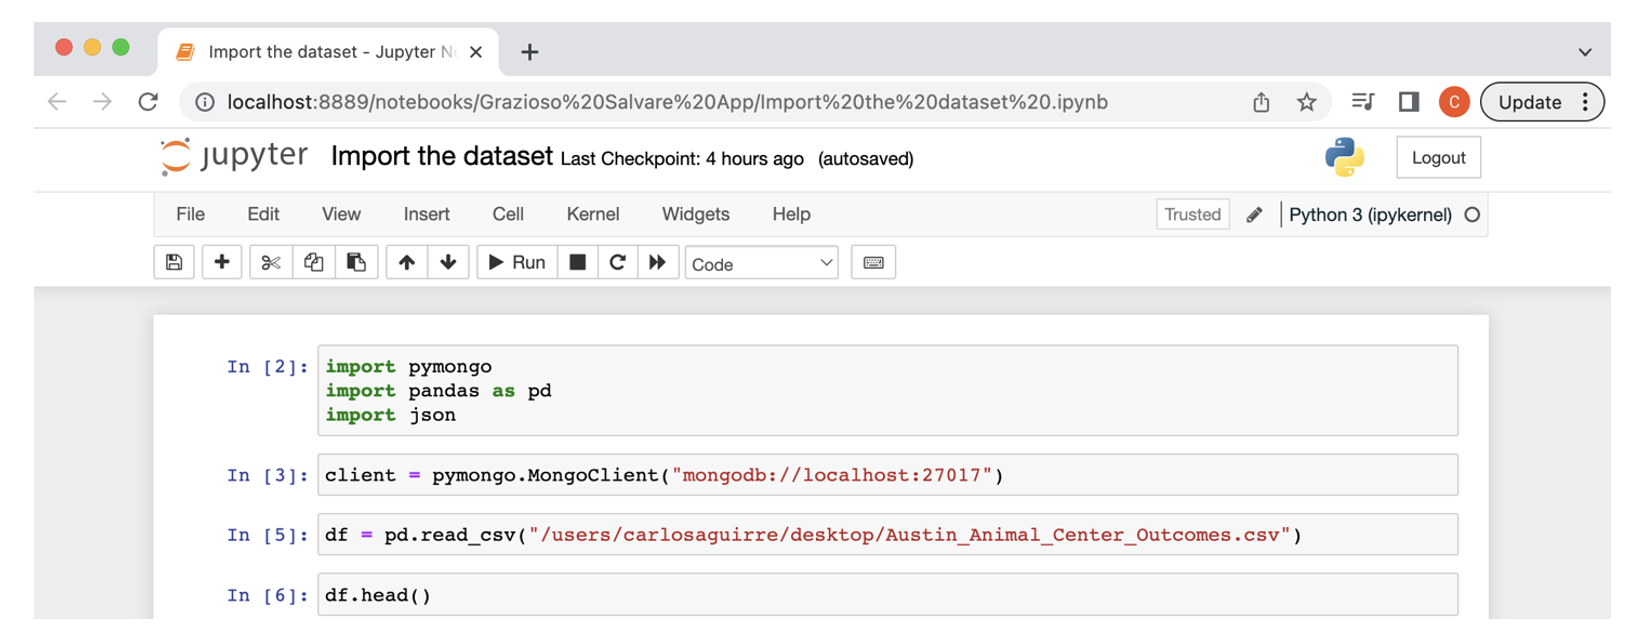 Import the dataset - Jupyter No
localhost:8889/notebooks/Grazioso%20Salvare%20App/Import%20the%20dataset%20.ipynb
C
Update
jupyter Import the dataset Last Checkpoint: 4 hours ago (autosaved)
Logout
File Edit View Insert Cell Kernel Widgets Help
Trusted
Python 3 (ipykernel)
Run
Code
In [2]: import pymongo
import pandas as pd
import json
In [3]: client = pymongo.MongoClient("mongodb://localhost:27017")
In [5]: df = pd.read_csv("/users/carlosaguirre/desktop/Austin_Animal_Center_Outcomes.csv")
In [6]: df.head()